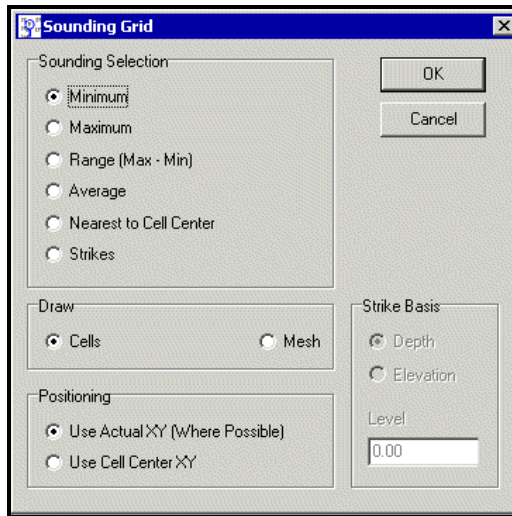 Sounding Grid
Sounding Selection
Minimum
Maximum
Range (Max - Min)
Average
Nearest to Cell Center
Strikes
OK
Cancel
Draw
Cells
Mesh
Positioning
Use Actual XY (Where Possible)
Use Cell Center XY
Strike Basis
Depth
Elevation
Level
0.00